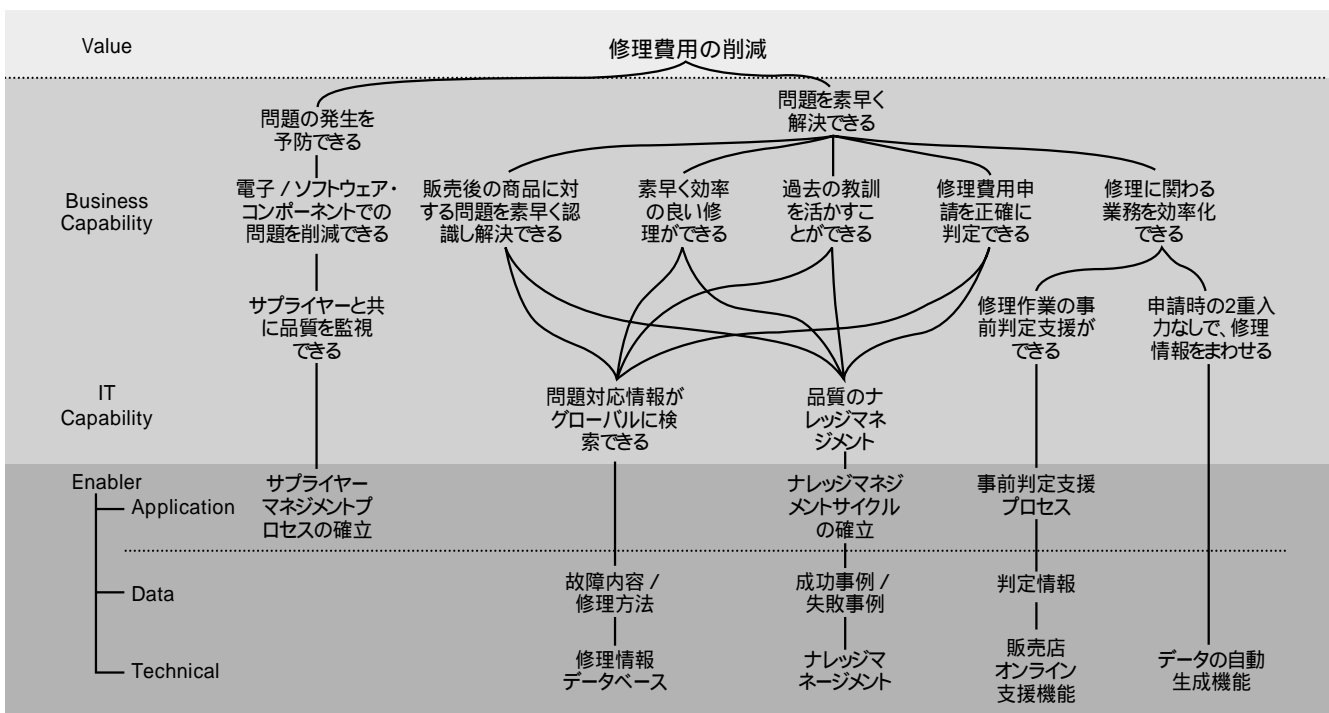 Value
修理費用の削減
問題の発生を
予防できる
問題を素早く
解決できる
Business
Capability
電子 / ソフトウェア・
コンポーネントでの
問題を削減できる
販売後の商品に対
する問題を素早く認
識し解決できる
素早く効率
の良い修
理ができる
過去の教訓
を活かすこ
とができる
修理費用申
請を正確に
判定できる
修理に関わる
業務を効率化
できる
サプライヤーと共
に品質を監視
できる
修理作業の事
前判定支援が
できる
申請時の2重入
力なしで、修理
情報をまわせる
IT
Capability
問題対応情報が
グローバルに検
索できる
品質のナ
レッジマネ
ジメント
Enabler
Application
サプライヤー
マネジメントプ
ロセスの確立
ナレッジマネジ
メントサイクル
の確立
事前判定支援
プロセス
Data
故障内容 /
修理方法
成功事例 /
失敗事例
判定情報
Technical
修理情報
データベース
ナレッジマ
ネージメント
販売店
オンライン
支援機能
データの自動
生成機能